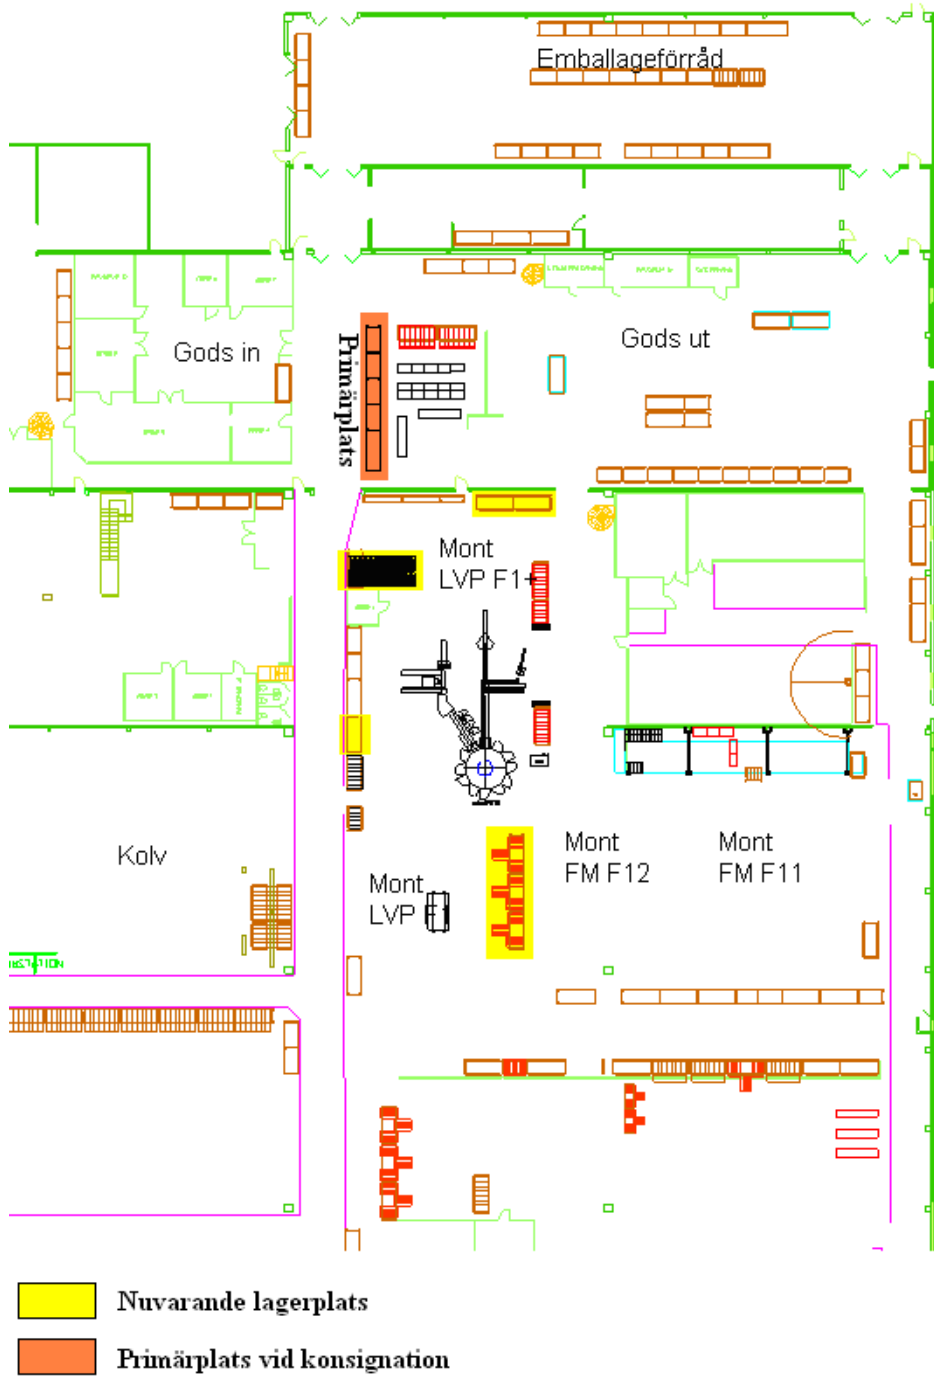 Emballageförråd
Gods in
Primärplats
Gods ut
Mont
LVP F1+
Mont
FM F12
Mont
FM F11
Kolv
Mont
LVP
Nuvarande lagerplats
Primärplats vid konsignation